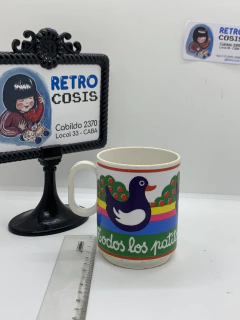 RETRO
COSIS
Cabildo 2370
Local 33 - CABA
RETRO
COSIS
todos los patit